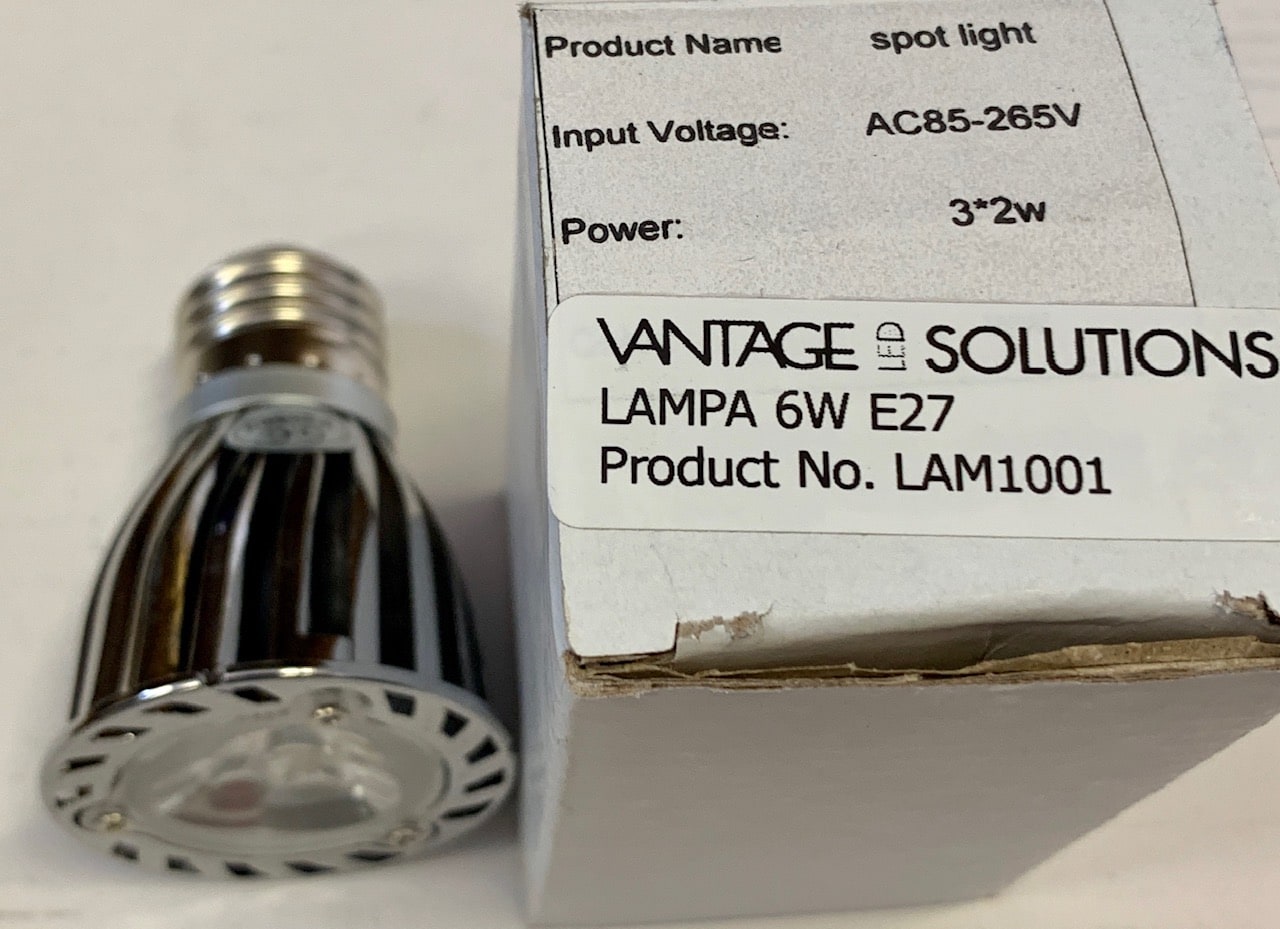 Product Name spot light
Input Voltage: AC85-265V
Power: 3*2w
VANTAGE LED SOLUTIONS
LAMPA 6W E27
Product No. LAM1001